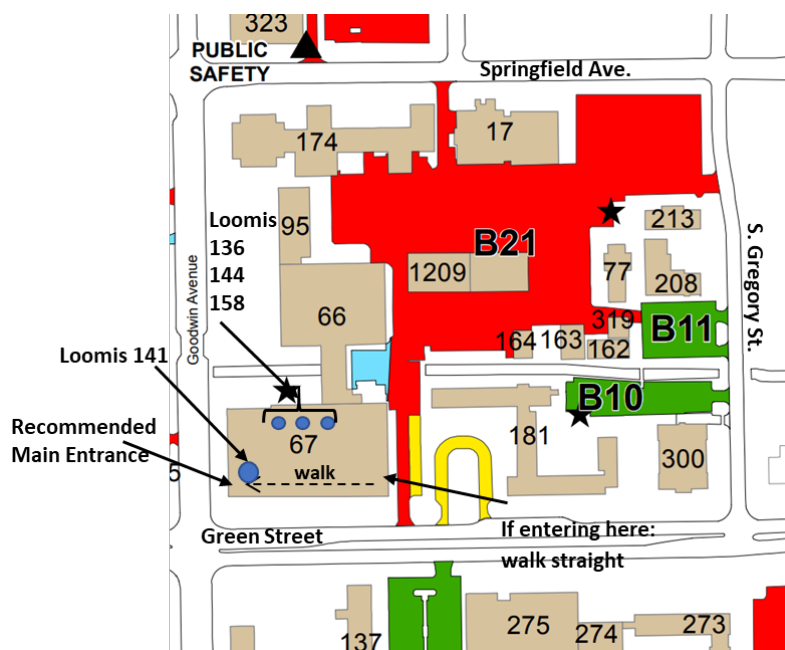 323
PUBLIC
SAFETY
Springfield Ave.
174
17
Loomis
136
144
158
95
B21
213
1209
77
208
Goodwin Avenue
S. Gregory St.
66
319
B11
164
163
162
Loomis 141
B10
Recommended
Main Entrance
67
181
300
5
walk
Green Street
If entering here:
walk straight
137
275
274
273